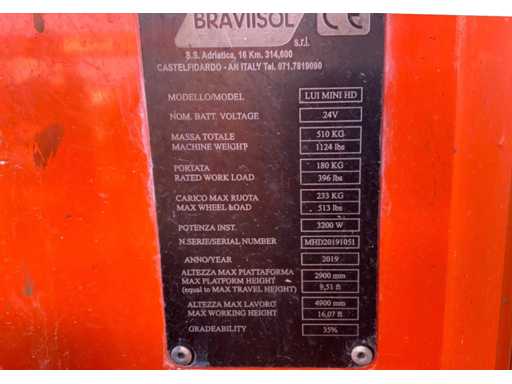 BRAVIISOL CE
s.r.l.
S.S. Adriatica, 16 Km. 314,600
CASTELFIDARDO - AN ITALY Tel. 071.7819090
MODELLO/MODEL LUI MINI HD
NOM. BATT. VOLTAGE 24V
MASSA TOTALE 510 KG
MACHINE WEIGHT 1124 lbs
PORTATA 180 KG
RATED WORK LOAD 396 lbs
CARICO MAX RUOTA 233 KG
MAX WHEEL LOAD 513 lbs
POTENZA INST. 3200 W
N.SERIE/SERIAL NUMBER MHD20191051
ANNO/YEAR 2019
ALTEZZA MAX PIATTAFORMA 2900 mm
MAX PLATFORM HEIGHT
(equal to MAX TRAVEL HEIGHT) 9,51 ft
ALTEZZA MAX LAVORO 4900 mm
MAX WORKING HEIGHT 16,07 ft
GRADEABILITY 35%